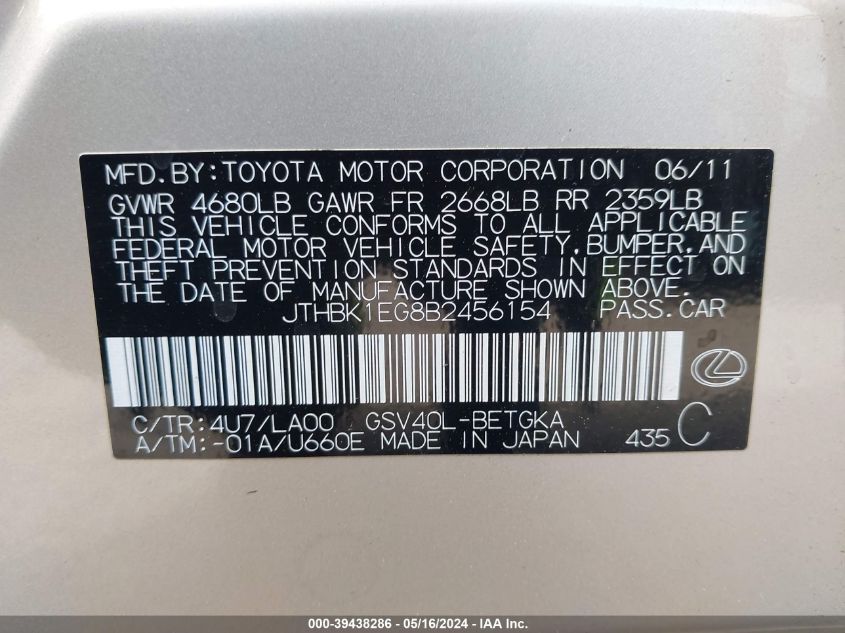 MFD. BY: TOYOTA MOTOR CORPORATION 06/11
GVWR 4680LB GAWR FR 2668LB RR 2359LB
THIS VEHICLE CONFORMS TO ALL APPLICABLE
FEDERAL MOTOR VEHICLE SAFETY, BUMPER, AND
THEFT PREVENTION STANDARDS IN EFFECT ON
THE DATE OF MANUFACTURE SHOWN ABOVE.
JTHBK1EG8B2456154 PASS. CAR
C/TR: 4U7/LA00 GSV40L-BETGKA
A/TM: -01A/U660E MADE IN JAPAN 435 C
000-39438286 - 05/16/2024 - IAA Inc.